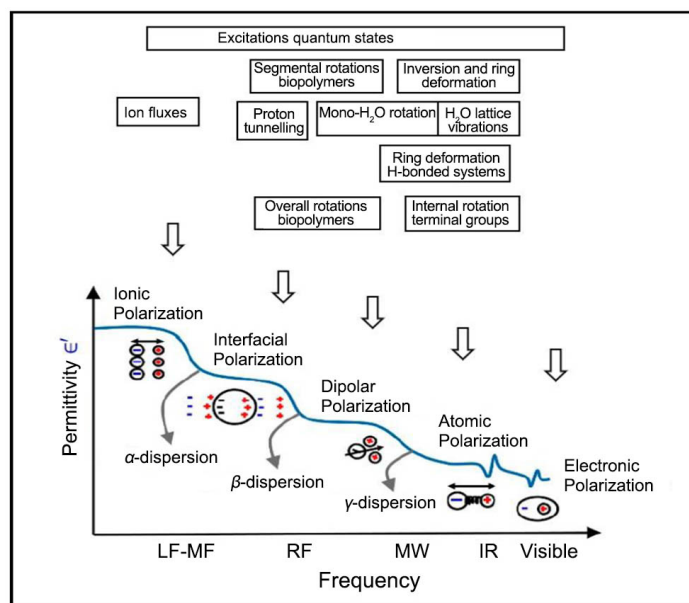 Excitations quantum states
Segmental rotations
biopolymers
Inversion and ring
deformation
Ion fluxes
Proton
tunnelling
Mono-H₂O rotation
H₂O lattice
vibrations
Ring deformation
H-bonded systems
Overall rotations
biopolymers
Internal rotation
terminal groups
Ionic
Polarization
Interfacial
Polarization
Dipolar
Polarization
Atomic
Polarization
Electronic
Polarization
Permittivity ϵ′
α-dispersion
β-dispersion
γ-dispersion
LF-MF
RF
MW
IR
Visible
Frequency